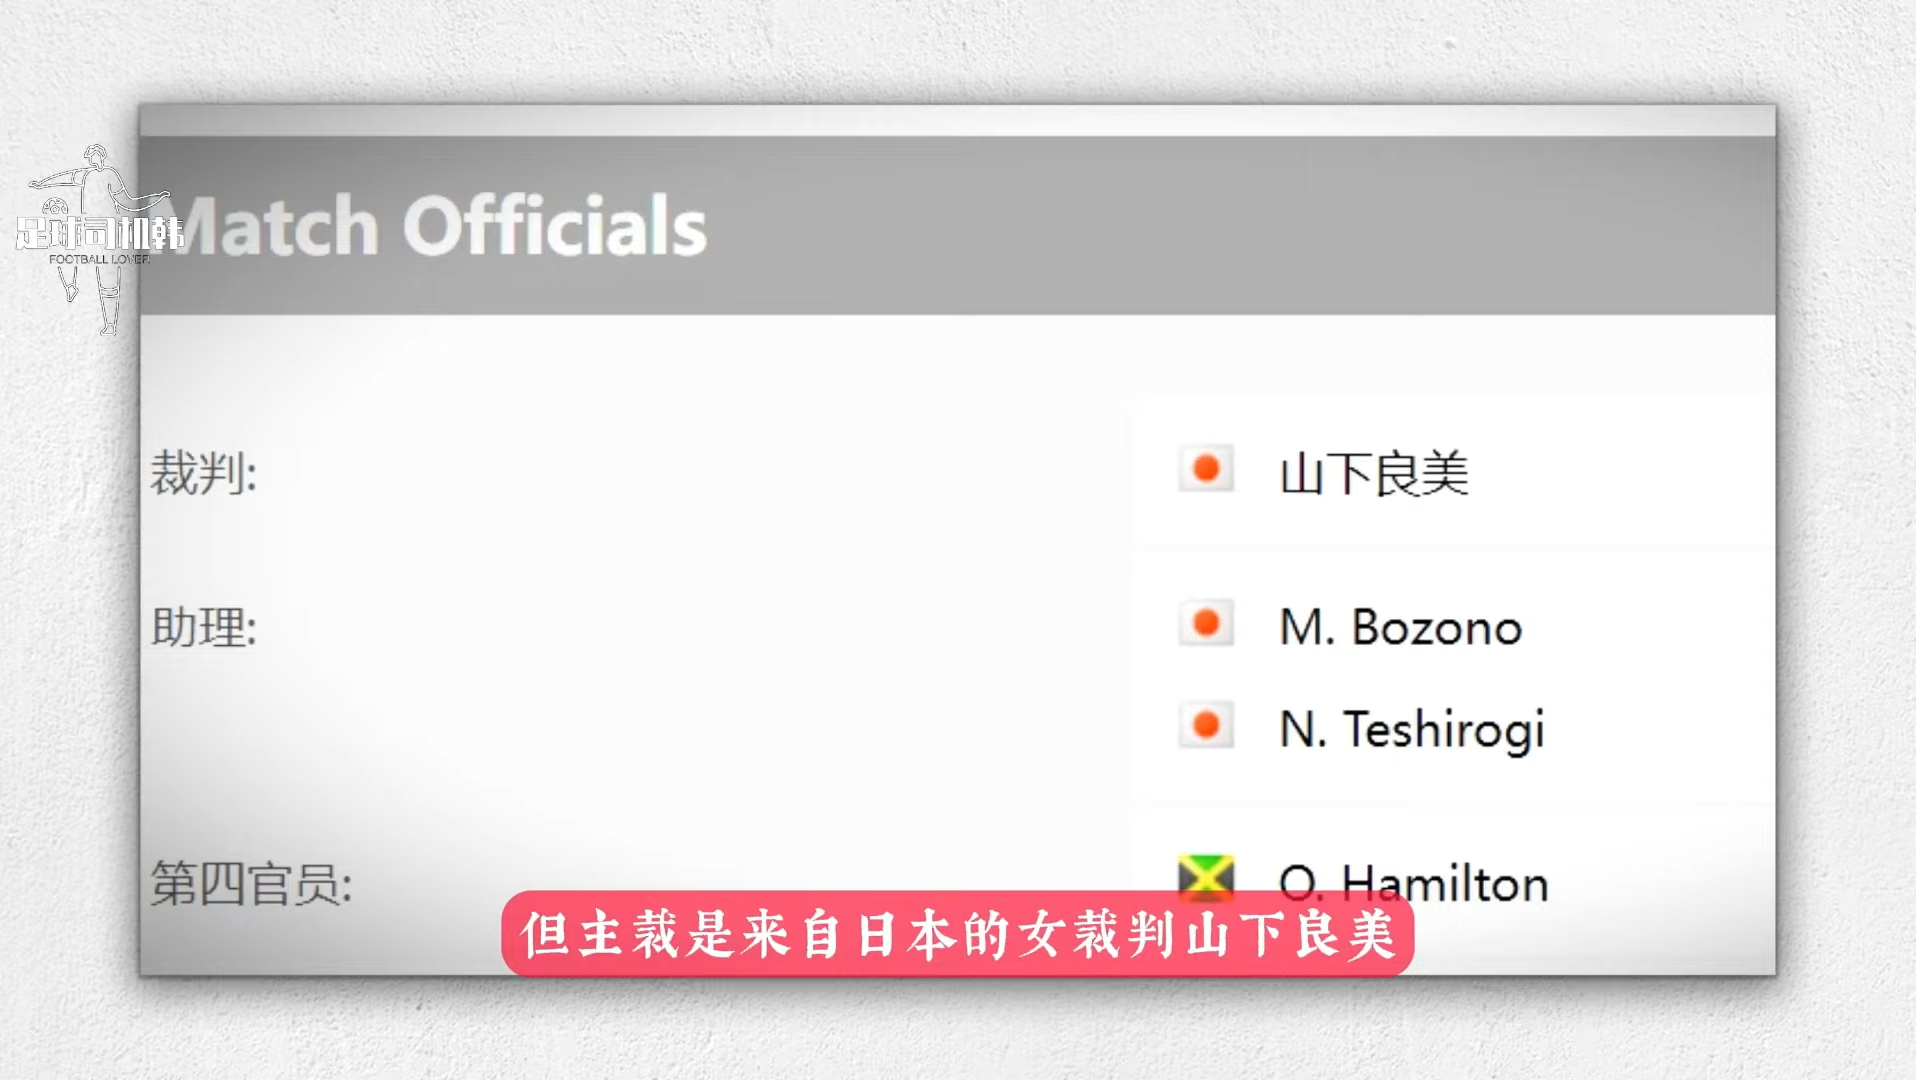 足球司机韩
FOOTBALL LOVER
Match Officials
裁判:
山下良美
助理:
M. Bozono
N. Teshirogi
第四官员:
O. Hamilton
但主裁是来自日本的女裁判山下良美